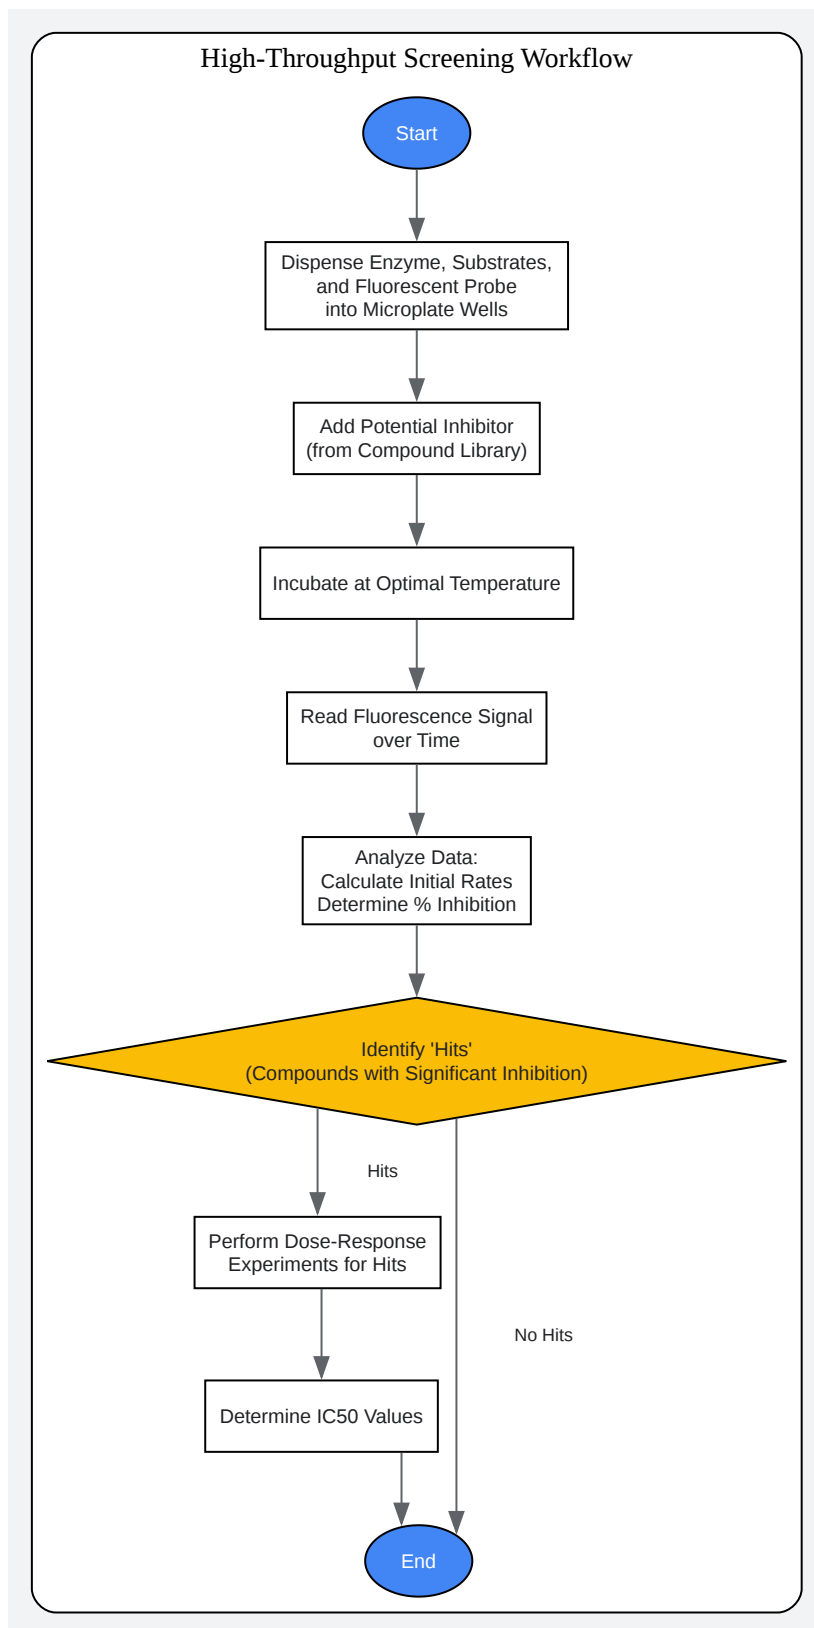 High-Throughput Screening Workflow
Start
Dispense Enzyme, Substrates,
and Fluorescent Probe
into Microplate Wells
Add Potential Inhibitor
(from Compound Library)
Incubate at Optimal Temperature
Read Fluorescence Signal
over Time
Analyze Data:
Calculate Initial Rates
Determine % Inhibition
Identify 'Hits'
(Compounds with Significant Inhibition)
Hits
Perform Dose-Response
Experiments for Hits
No Hits
Determine IC50 Values
End